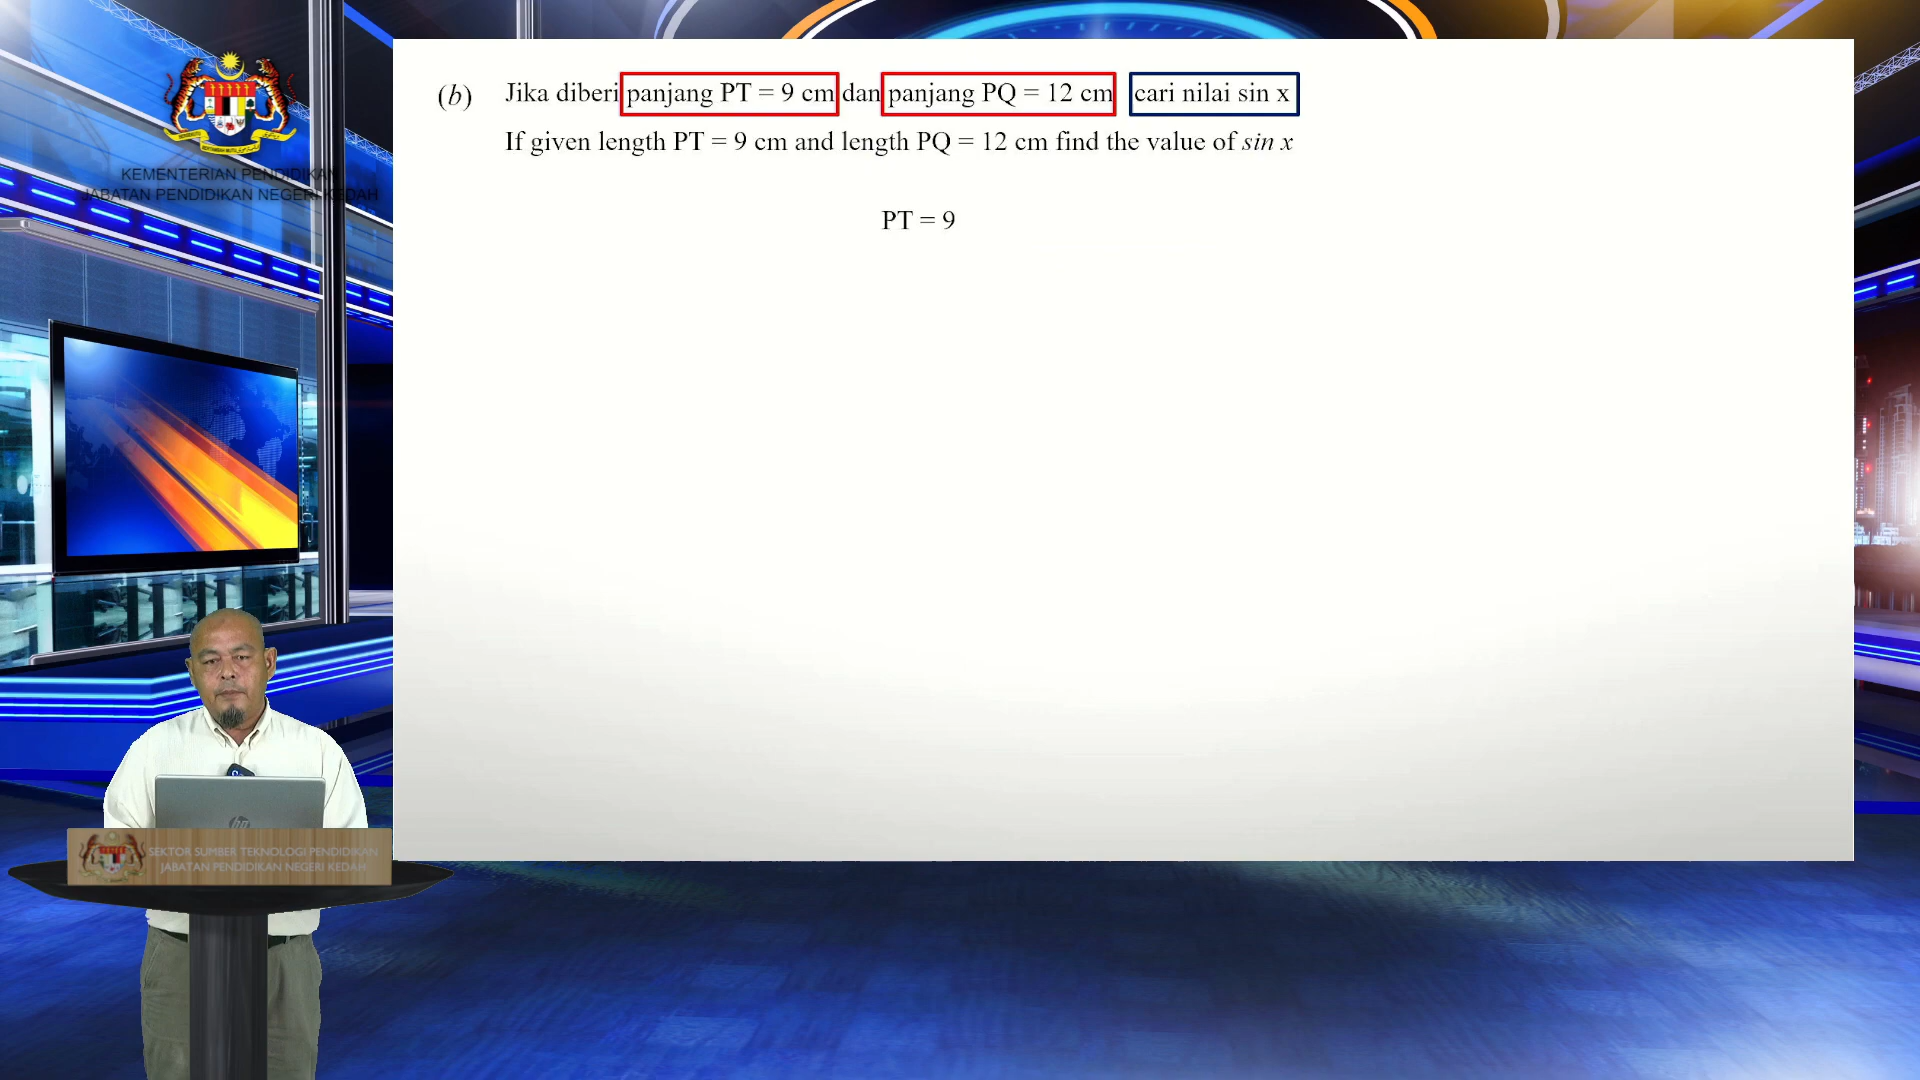 (b) Jika diberi panjang PT = 9 cm dan panjang PQ = 12 cm cari nilai sin x
If given length PT = 9 cm and length PQ = 12 cm find the value of sin x
PT = 9
KEMENTERIAN PENDIDIKAN
JABATAN PENDIDIKAN NEGERI KEDAH
hp
SEKTOR SUMBER TEKNOLOGI PENDIDIKAN
JABATAN PENDIDIKAN NEGERI KEDAH